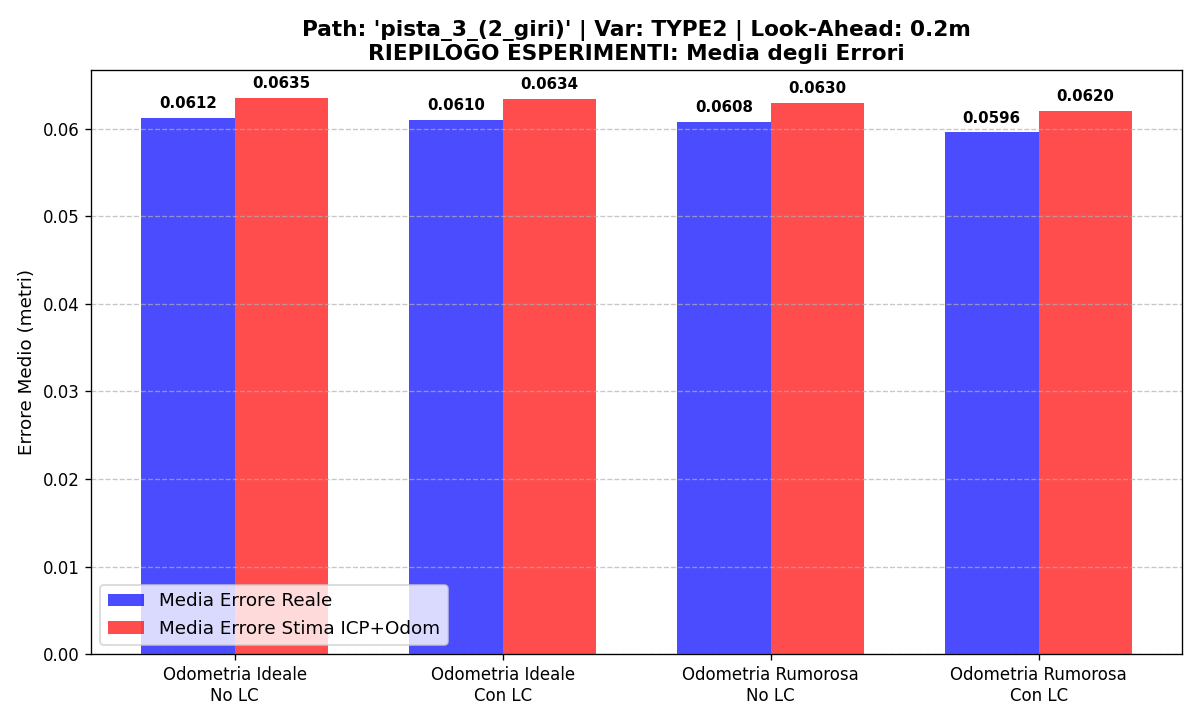 Path: 'pista_3_(2_giri)' | Var: TYPE2 | Look-Ahead: 0.2m
RIEPILOGO ESPERIMENTI: Media degli Errori
Errore Medio (metri)
0.06
0.05
0.04
0.03
0.02
0.01
0.00
0.0612
0.0635
0.0610
0.0634
0.0608
0.0630
0.0596
0.0620
Media Errore Reale
Media Errore Stima ICP+Odom
Odometria Ideale
No LC
Odometria Ideale
Con LC
Odometria Rumorosa
No LC
Odometria Rumorosa
Con LC